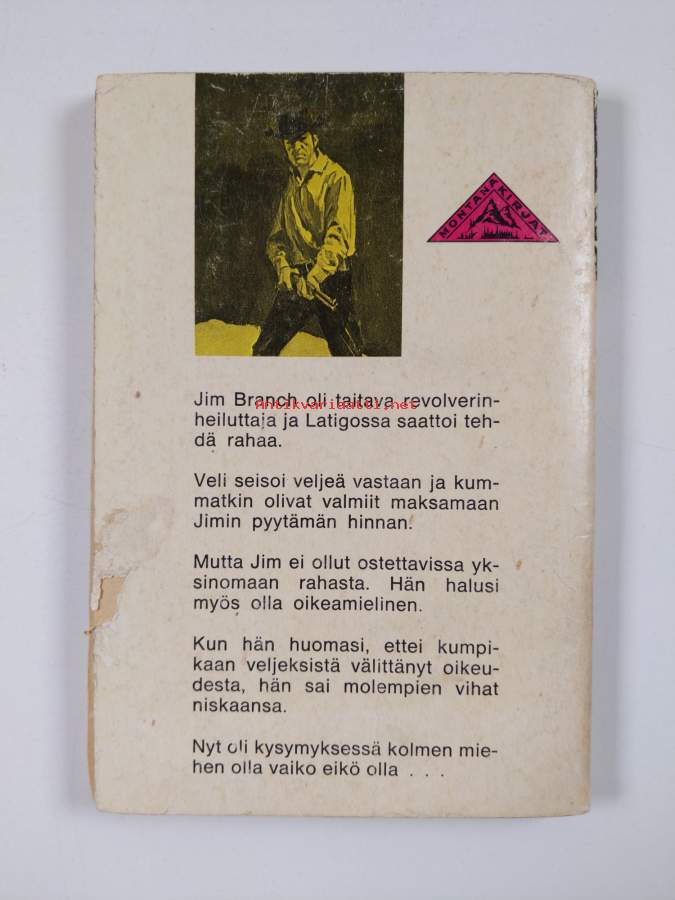 MONTANAKIRJAT
Jim Branch oli taitava revolverin-
Antikvariaatti.net
heiluttaja ja Latigossa saattoi teh-
dä rahaa.
Veli seisoi veljeä vastaan ja kum-
matkin olivat valmiit maksamaan
Jimin pyytämän hinnan.
Mutta Jim ei ollut ostettavissa yk-
sinomaan rahasta. Hän halusi
myös olla oikeamielinen.
Kun hän huomasi, ettei kumpi-
kaan veljeksistä välittänyt oikeu-
desta, hän sai molempien vihat
niskaansa.
Nyt oli kysymyksessä kolmen mie-
hen olla vaiko eikö olla . . .